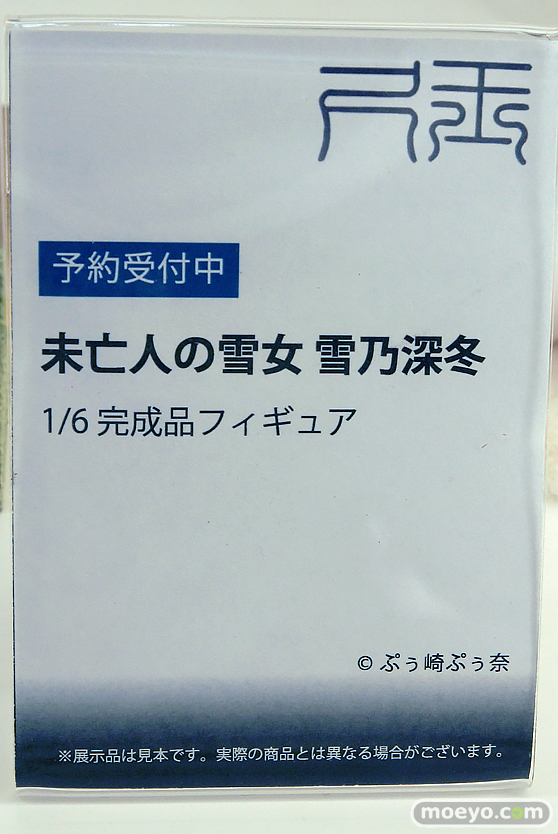 予約受付中
未亡人の雪女 雪乃深冬
1/6 完成品フィギュア
© ぷぅ崎ぷぅ奈
※展示品は見本です。実際の商品とは異なる場合がございます。
moeyo.com